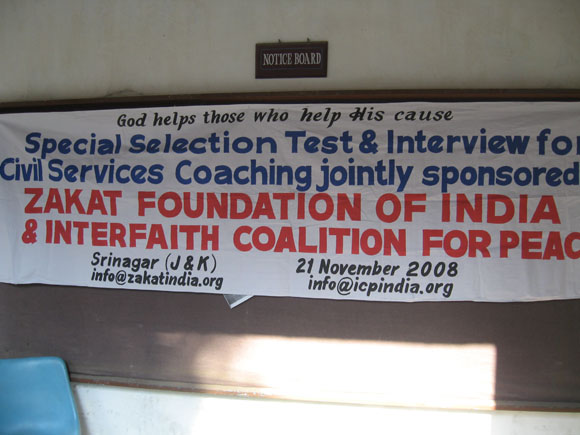 NOTICE BOARD
God helps those who help His cause
Special Selection Test & Interview for
Civil Services Coaching jointly sponsored
ZAKAT FOUNDATION OF INDIA
& INTERFAITH COALITION FOR PEAC
Srinagar (J&K) 21 November 2008
info@zakatindia.org info@icpindia.org